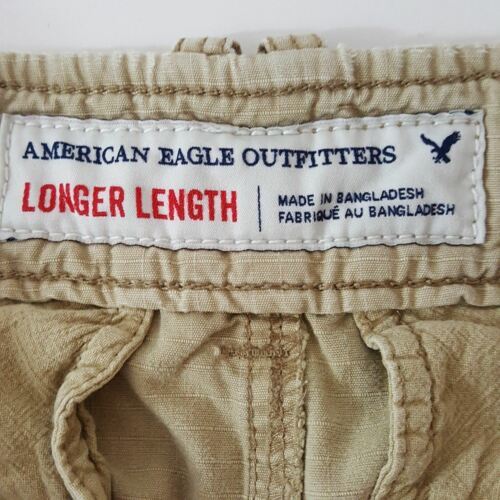 AMERICAN EAGLE OUTFITTERS
LONGER LENGTH
MADE IN BANGLADESH
FABRIQUÉ AU BANGLADESH